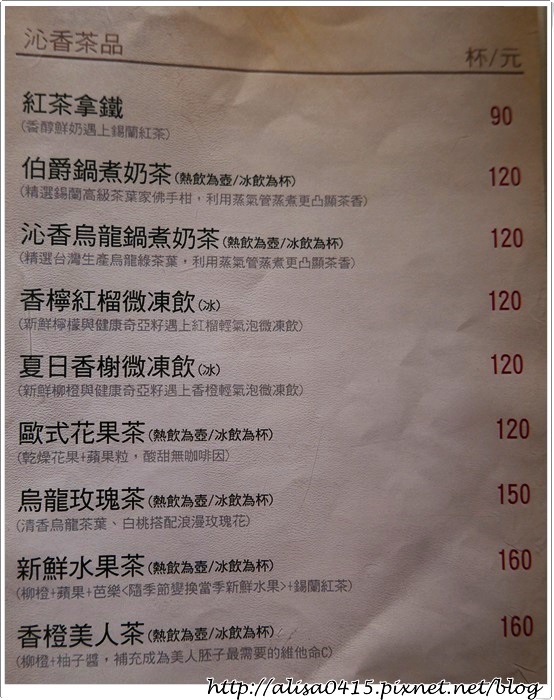 沁香茶品
杯/元
紅茶拿鐵 90
(香醇鮮奶遇上錫蘭紅茶)
伯爵鍋煮奶茶(熱飲為壺/冰飲為杯) 120
(精選錫蘭高級茶葉家佛手柑，利用蒸氣管蒸煮更凸顯茶香)
沁香烏龍鍋煮奶茶(熱飲為壺/冰飲為杯) 120
(精選台灣生產烏龍綠茶葉，利用蒸氣管蒸煮更凸顯茶香)
香檸紅榴微凍飲(冰) 120
(新鮮檸檬與健康奇亞籽遇上紅榴輕氣泡微凍飲)
夏日香榭微凍飲(冰) 120
(新鮮柳橙與健康奇亞籽遇上香橙輕氣泡微凍飲)
歐式花果茶(熱飲為壺/冰飲為杯) 120
(乾燥花果+蘋果粒，酸甜無咖啡因)
烏龍玫瑰茶(熱飲為壺/冰飲為杯) 150
(清香烏龍茶葉、白桃搭配浪漫玫瑰花)
新鮮水果茶(熱飲為壺/冰飲為杯) 160
(柳橙+蘋果+芭樂<隨季節變換當季新鮮水果>+錫蘭紅茶)
香橙美人茶(熱飲為壺/冰飲為杯) 160
(柳橙+柚子醬，補充成為美人胚子最需要的維他命C)
http://alisa0415.pixnet.net/blog